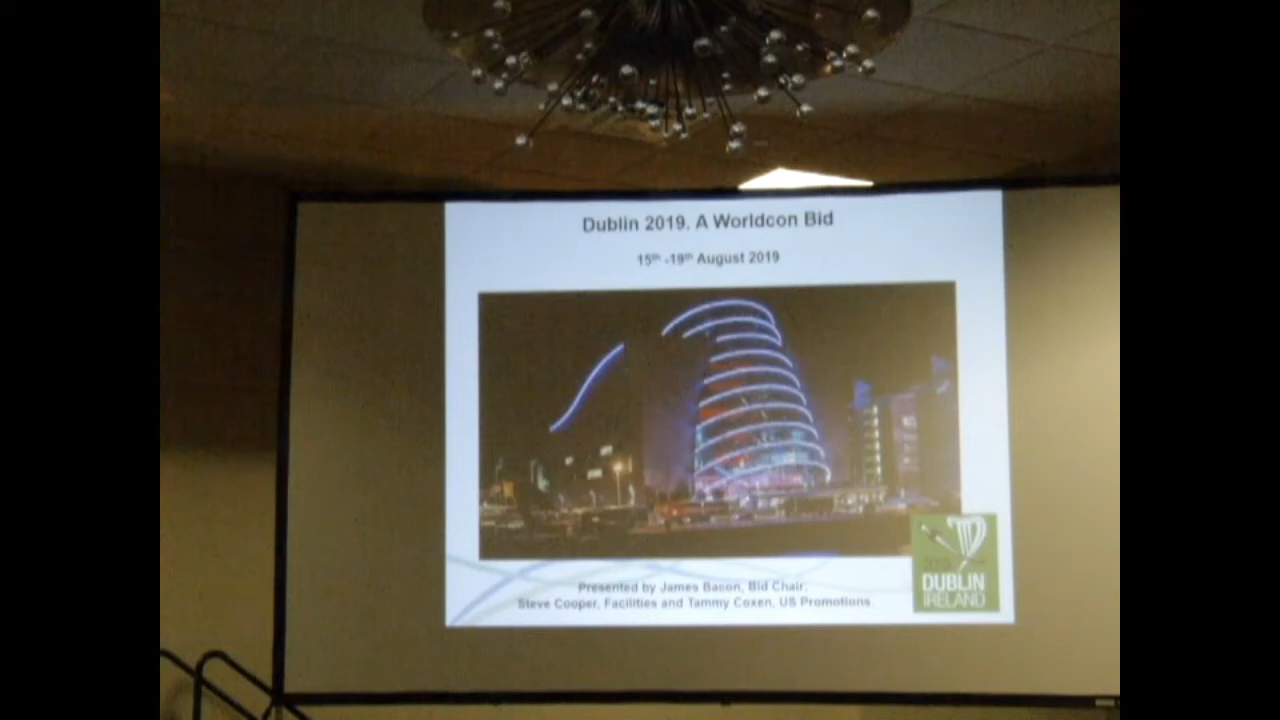 Dublin 2019. A Worldcon Bid
15th -19th August 2019
Presented by James Bacon, Bid Chair,
Steve Cooper, Facilities and Tammy Coxen, US Promotions.
DUBLIN
IRELAND